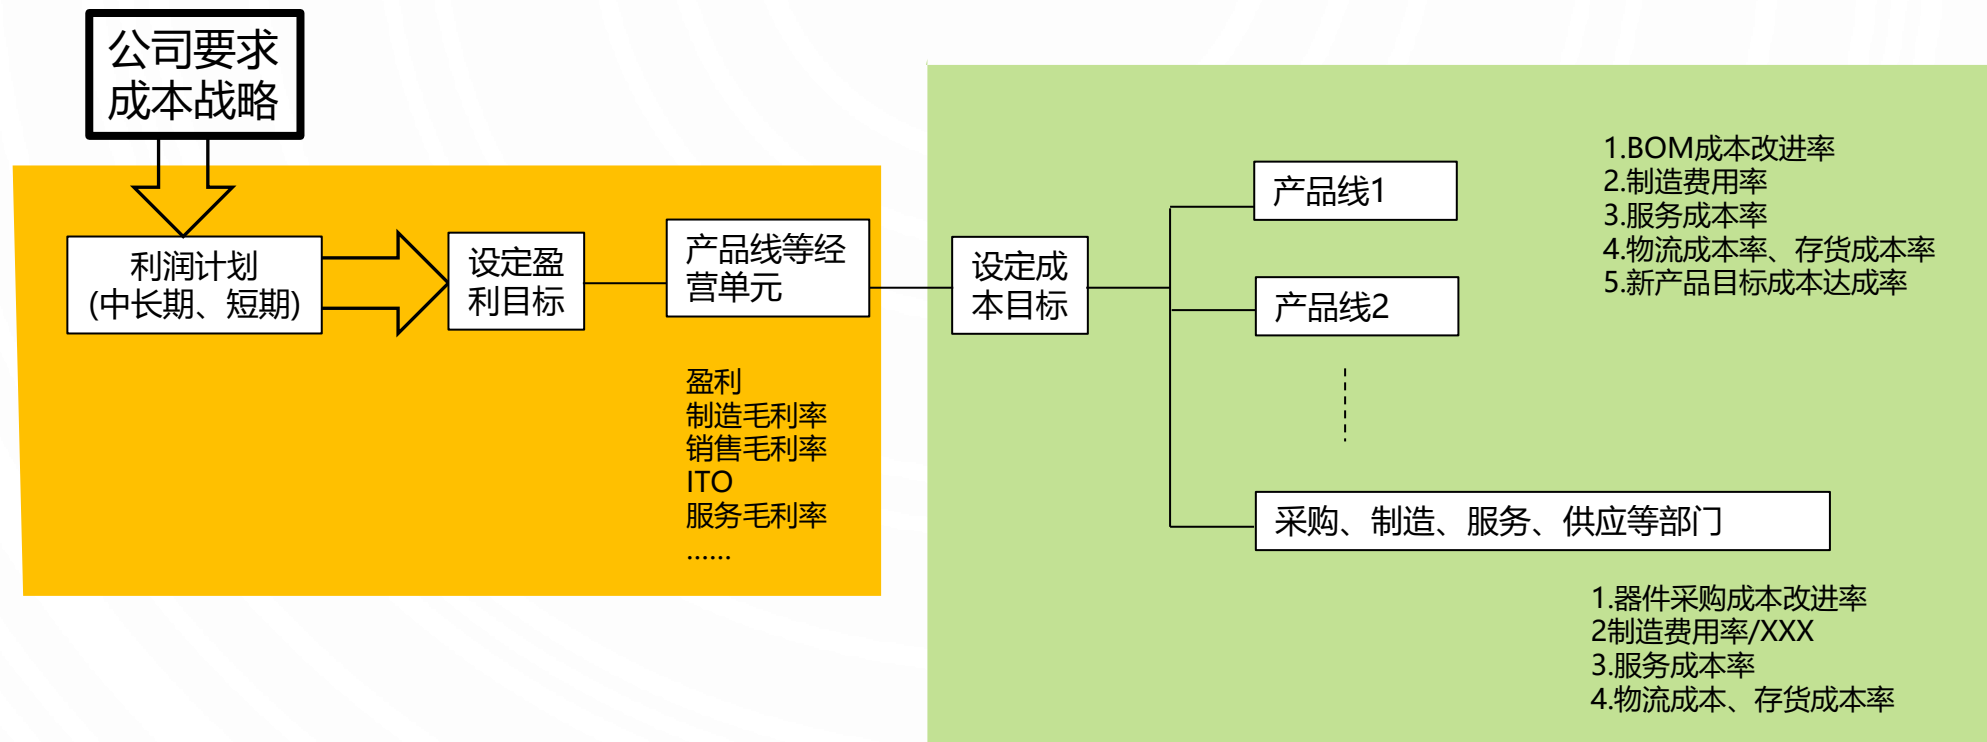 公司要求
成本战略
利润计划
(中长期、短期)
设定盈
利目标
产品线等经
营单元
盈利
制造毛利率
销售毛利率
ITO
服务毛利率
......
设定成
本目标
产品线1
产品线2
采购、制造、服务、供应等部门
1.BOM成本改进率
2.制造费用率
3.服务成本率
4.物流成本率、存货成本率
5.新产品目标成本达成率
1.器件采购成本改进率
2制造费用率/XXX
3.服务成本率
4.物流成本、存货成本率